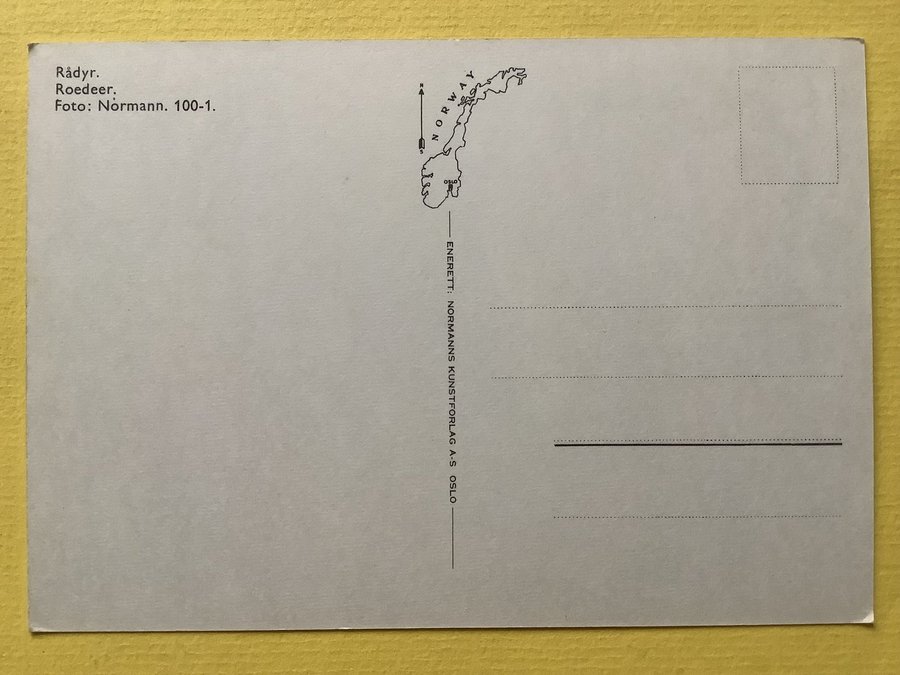 Rådyr.
Roedeer.
Foto: Normann. 100-1.
N
NORWAY
S
OSLO
ENERETT: NORMANNS KUNSTFORLAG A-S OSLO